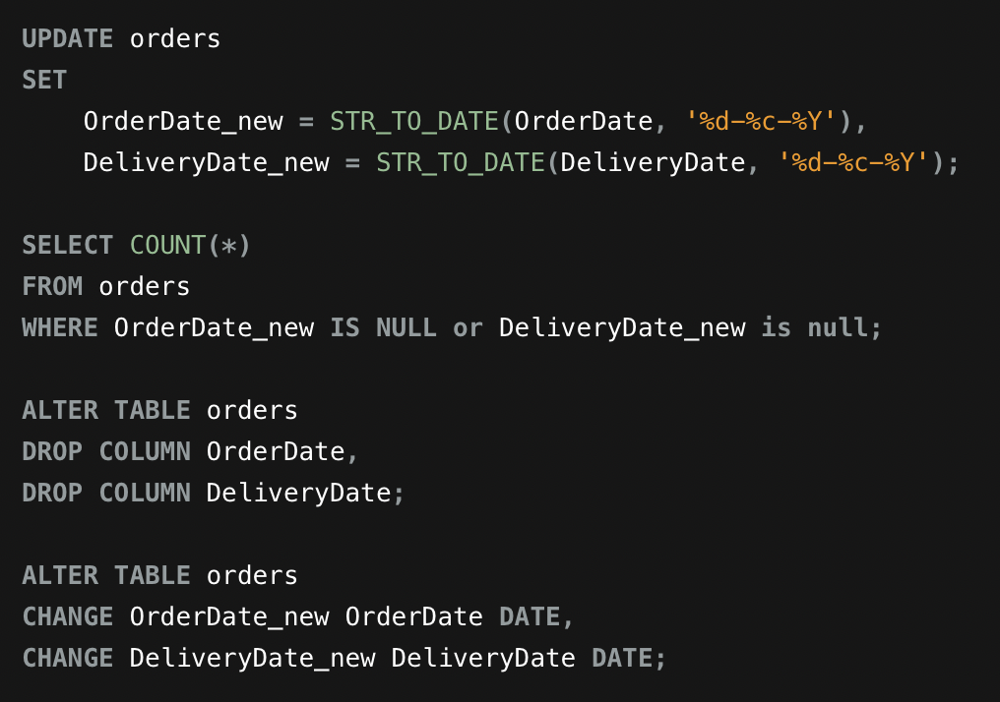 UPDATE orders
SET
    OrderDate_new = STR_TO_DATE(OrderDate, '%d-%c-%Y'),
    DeliveryDate_new = STR_TO_DATE(DeliveryDate, '%d-%c-%Y');

SELECT COUNT(*)
FROM orders
WHERE OrderDate_new IS NULL or DeliveryDate_new is null;

ALTER TABLE orders
DROP COLUMN OrderDate,
DROP COLUMN DeliveryDate;

ALTER TABLE orders
CHANGE OrderDate_new OrderDate DATE,
CHANGE DeliveryDate_new DeliveryDate DATE;